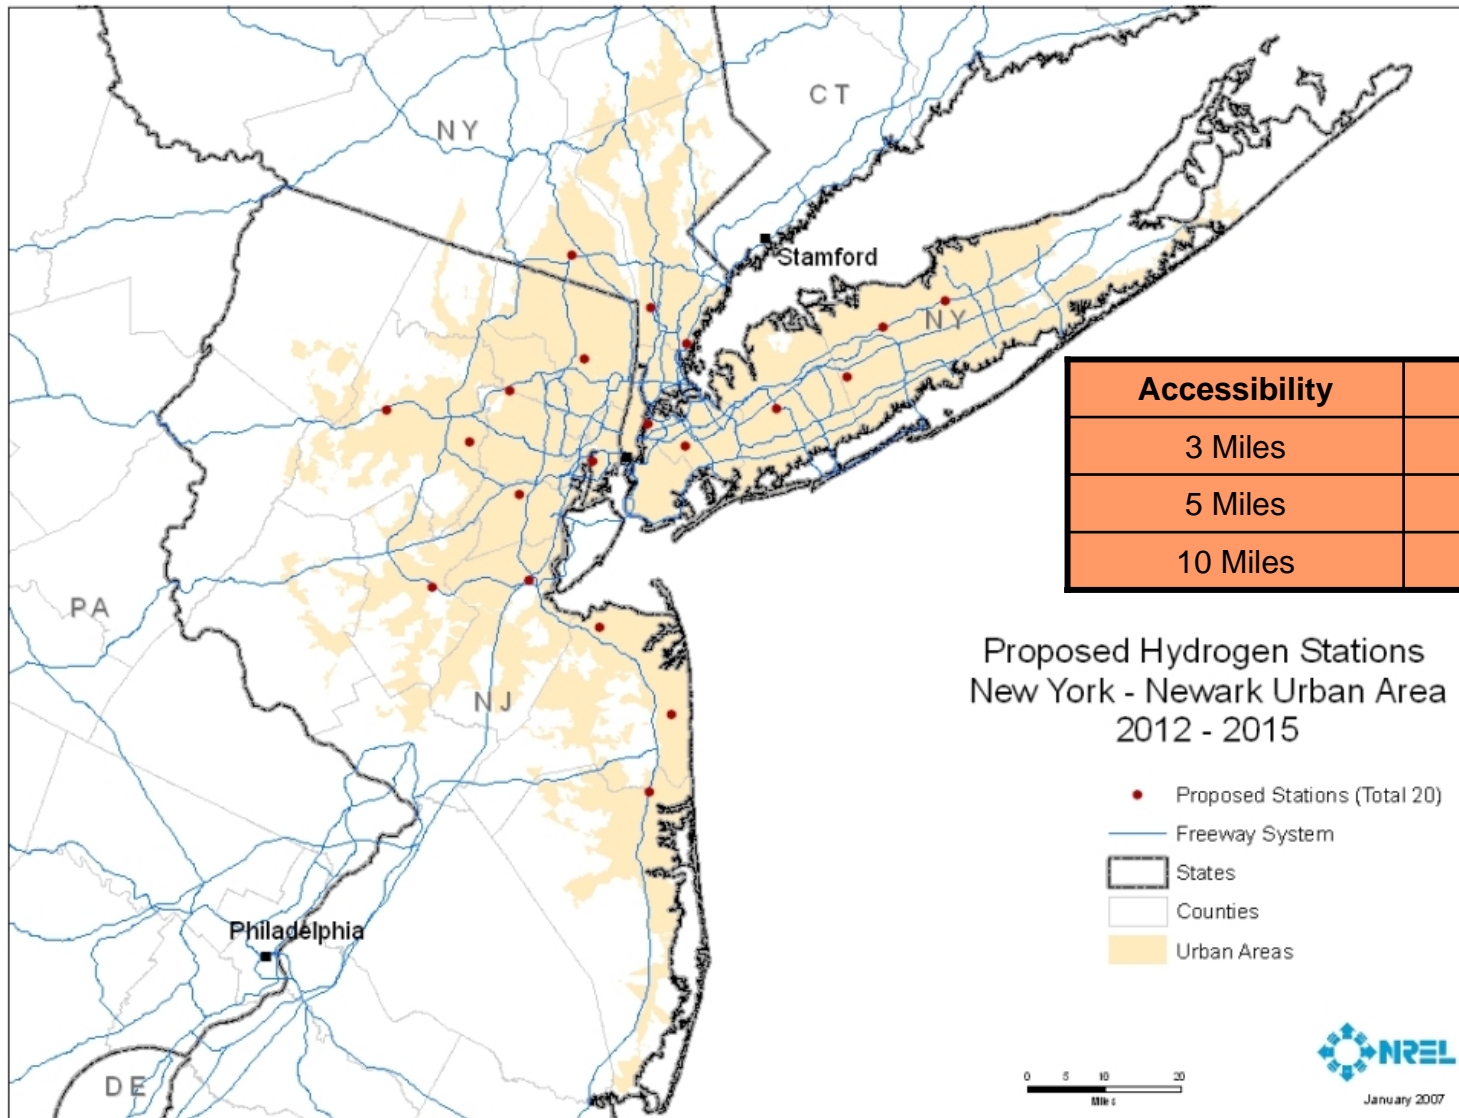 CT
NY
Stamford
NY
Accessibility
3 Miles
5 Miles
10 Miles
PA
NJ
Proposed Hydrogen Stations
New York - Newark Urban Area
2012 - 2015
Proposed Stations (Total 20)
Freeway System
States
Counties
Urban Areas
Philadelphia
DE
0 5 10 20
Miles
NREL
January 2007